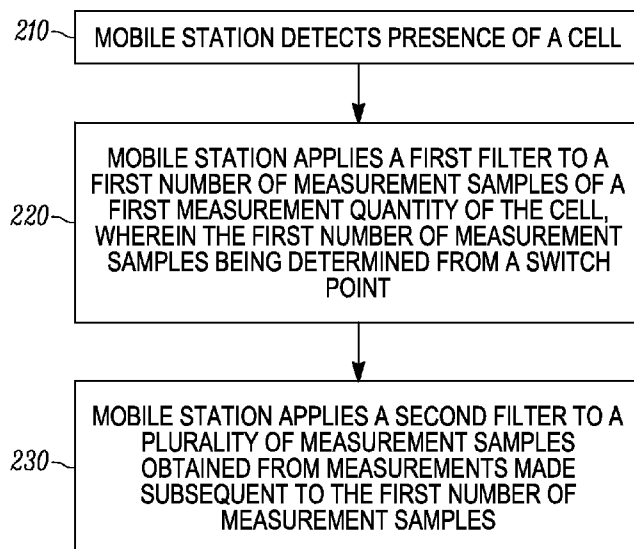 210 MOBILE STATION DETECTS PRESENCE OF A CELL
MOBILE STATION APPLIES A FIRST FILTER TO A
FIRST NUMBER OF MEASUREMENT SAMPLES OF A
220 FIRST MEASUREMENT QUANTITY OF THE CELL,
WHEREIN THE FIRST NUMBER OF MEASUREMENT
SAMPLES BEING DETERMINED FROM A SWITCH
POINT
MOBILE STATION APPLIES A SECOND FILTER TO A
PLURALITY OF MEASUREMENT SAMPLES
230 OBTAINED FROM MEASUREMENTS MADE
SUBSEQUENT TO THE FIRST NUMBER OF
MEASUREMENT SAMPLES